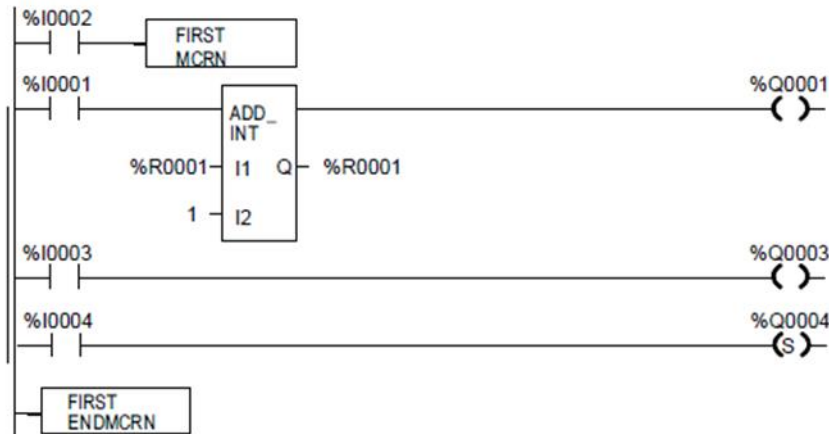 %I0002
FIRST
MCRN
%I0001
%Q0001
ADD_
INT
%R0001 I1 Q %R0001
1 I2
%I0003
%Q0003
%I0004
%Q0004
S
FIRST
ENDMCRN